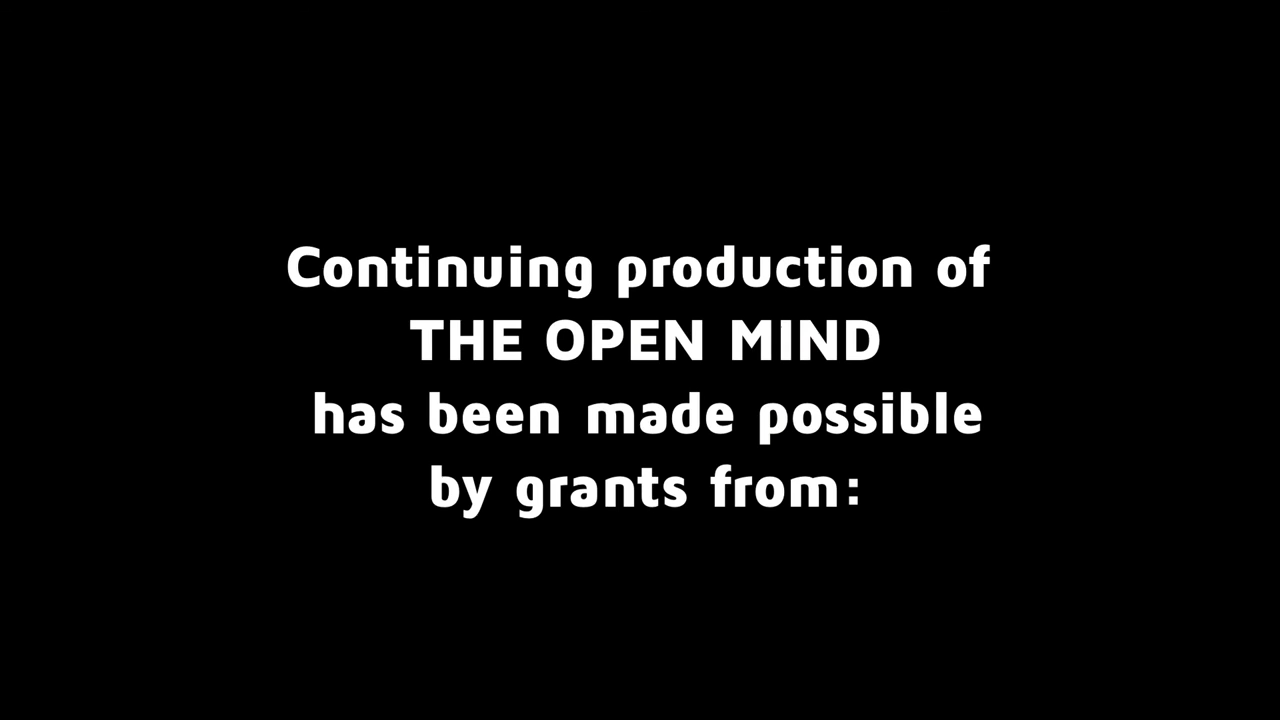 Continuing production of
THE OPEN MIND
has been made possible
by grants from: